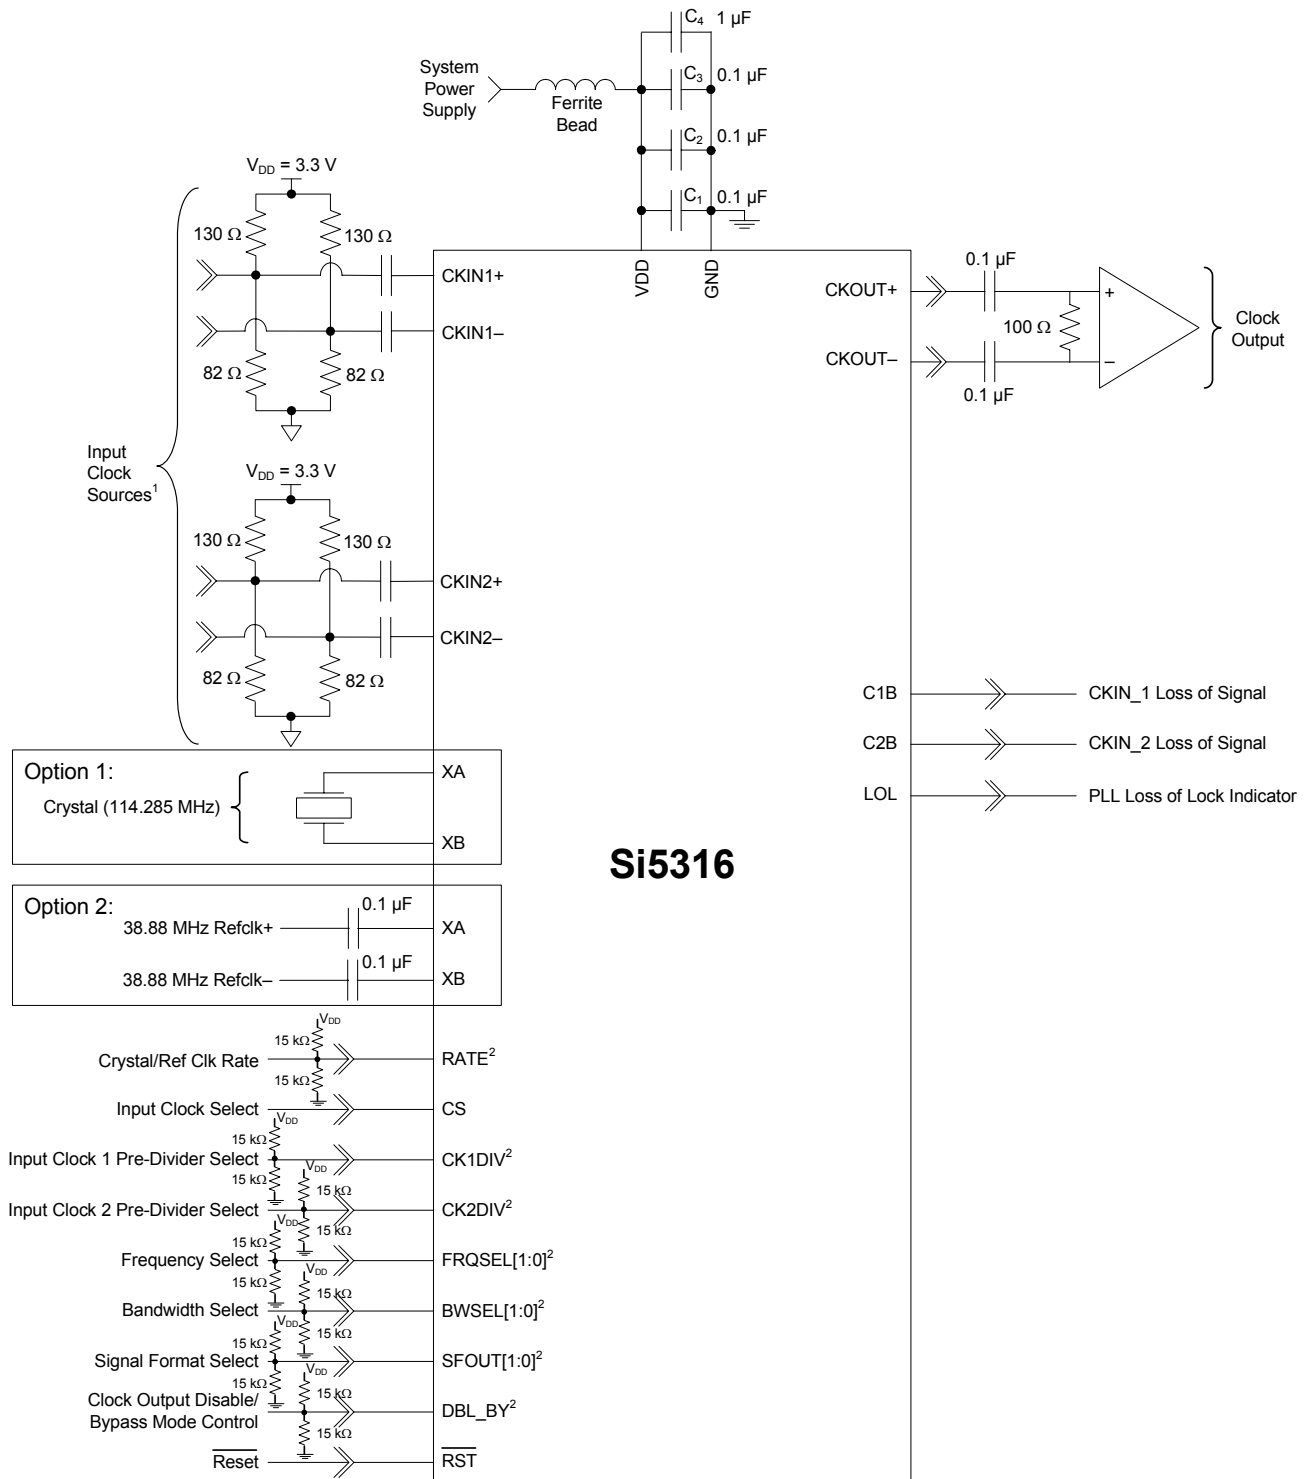 C4 1 µF
System
Power
Supply
Ferrite
Bead
C3 0.1 µF
C2 0.1 µF
C1 0.1 µF
VDD = 3.3 V
130 Ω
130 Ω
CKIN1+
CKIN1–
82 Ω
82 Ω
VDD
GND
CKOUT+
CKOUT–
0.1 µF
100 Ω
+
–
0.1 µF
Clock
Output
Input
Clock
Sources1
VDD = 3.3 V
130 Ω
130 Ω
CKIN2+
CKIN2–
82 Ω
82 Ω
C1B
CKIN_1 Loss of Signal
C2B
CKIN_2 Loss of Signal
LOL
PLL Loss of Lock Indicator
Option 1:
Crystal (114.285 MHz)
XA
XB
Si5316
Option 2:
0.1 µF
38.88 MHz Refclk+
XA
0.1 µF
38.88 MHz Refclk–
XB
VDD
15 kΩ
Crystal/Ref Clk Rate
RATE2
15 kΩ
Input Clock Select
CS
VDD
15 kΩ
Input Clock 1 Pre-Divider Select
CK1DIV2
15 kΩ
VDD
15 kΩ
Input Clock 2 Pre-Divider Select
CK2DIV2
15 kΩ
VDD
15 kΩ
Frequency Select
FRQSEL[1:0]2
15 kΩ
VDD
15 kΩ
Bandwidth Select
BWSEL[1:0]2
15 kΩ
VDD
15 kΩ
Signal Format Select
SFOUT[1:0]2
15 kΩ
VDD
15 kΩ
Clock Output Disable/
Bypass Mode Control
DBL_BY2
15 kΩ
Reset
RST